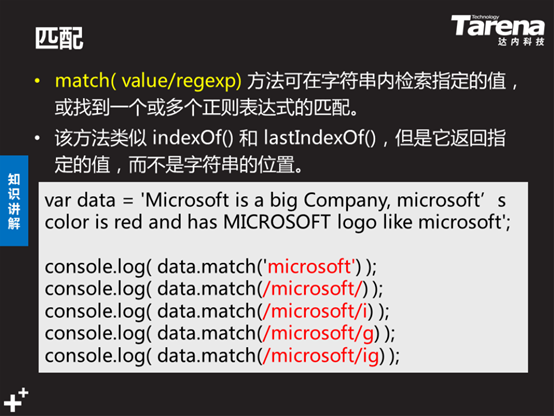 匹配
Technology
Tarena
达内科技
• match( value/regexp) 方法可在字符串内检索指定的值，
或找到一个或多个正则表达式的匹配。
• 该方法类似 indexOf() 和 lastIndexOf()，但是它返回指
定的值，而不是字符串的位置。
知识讲解
var data = 'Microsoft is a big Company, microsoft’s
color is red and has MICROSOFT logo like microsoft';
console.log( data.match('microsoft') );
console.log( data.match(/microsoft/) );
console.log( data.match(/microsoft/i) );
console.log( data.match(/microsoft/g) );
console.log( data.match(/microsoft/ig) );